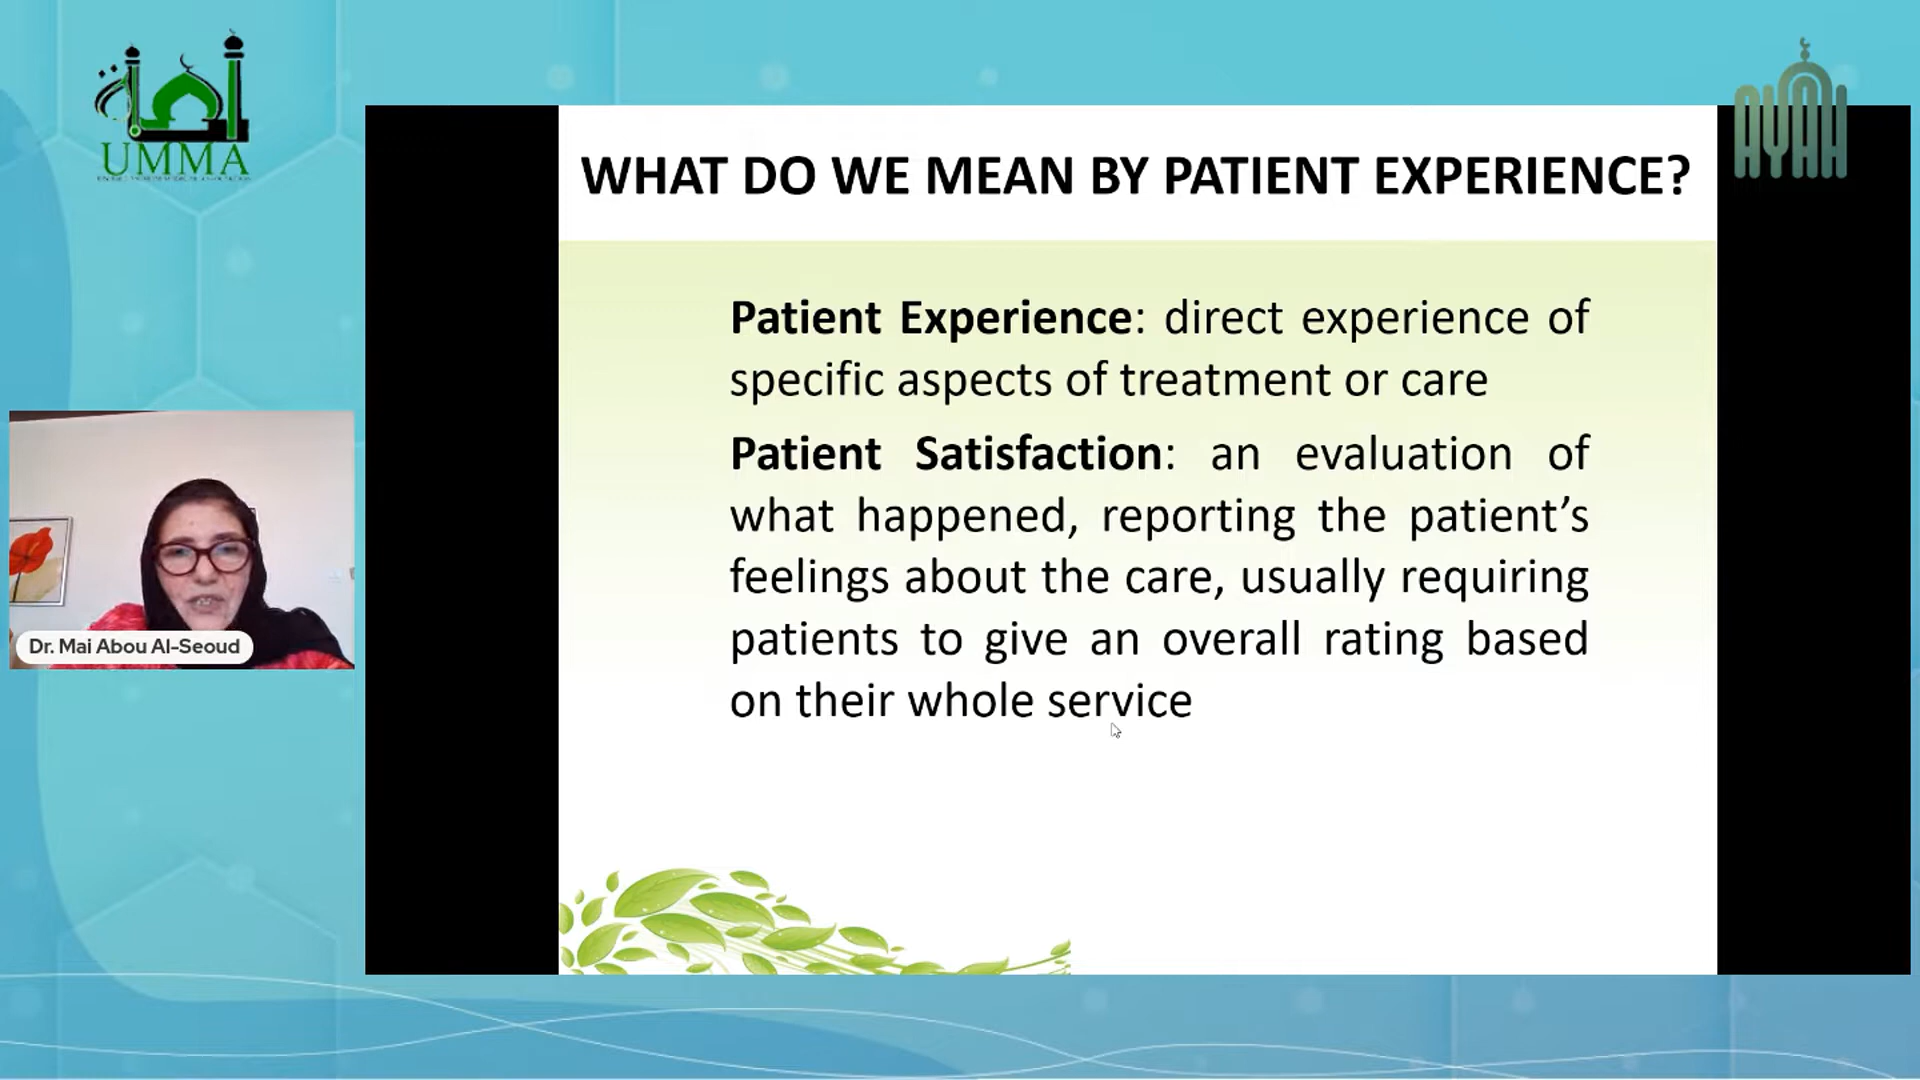 أمة
UMMA
AYAH
WHAT DO WE MEAN BY PATIENT EXPERIENCE?
Patient Experience: direct experience of
specific aspects of treatment or care
Patient Satisfaction: an evaluation of
what happened, reporting the patient’s
feelings about the care, usually requiring
patients to give an overall rating based
on their whole service
Dr. Mai Abou Al-Seoud